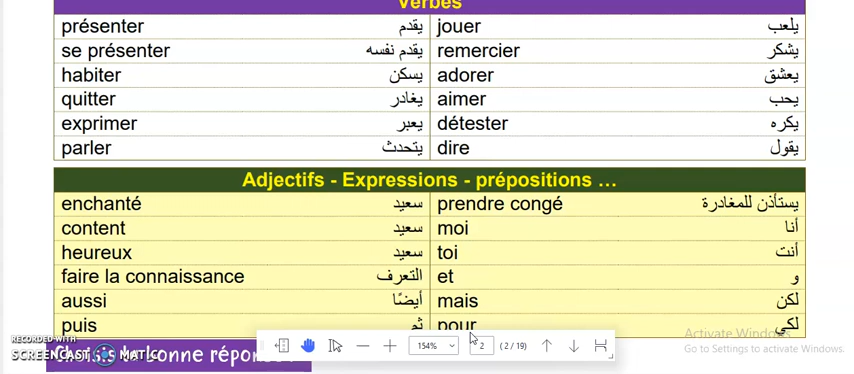 Verbes
présenter يقدم jouer يلعب
se présenter يقدم نفسه remercier يشكر
habiter يسكن adorer يعشق
quitter يغادر aimer يحب
exprimer يعبر détester يكره
parler يتحدث dire يقول
Adjectifs - Expressions - prépositions ...
enchanté سعيد prendre congé يستأذن للمغادرة
content سعيد moi أنا
heureux سعيد toi أنت
faire la connaissance التعرف et و
aussi أيضًا mais لكن
puis ثم pour لكي
Activate Windows
Go to Settings to activate Windows.
154% 2 (2 / 19)
RECORDED WITH
SCREENCAST MATIC
bonne réponse